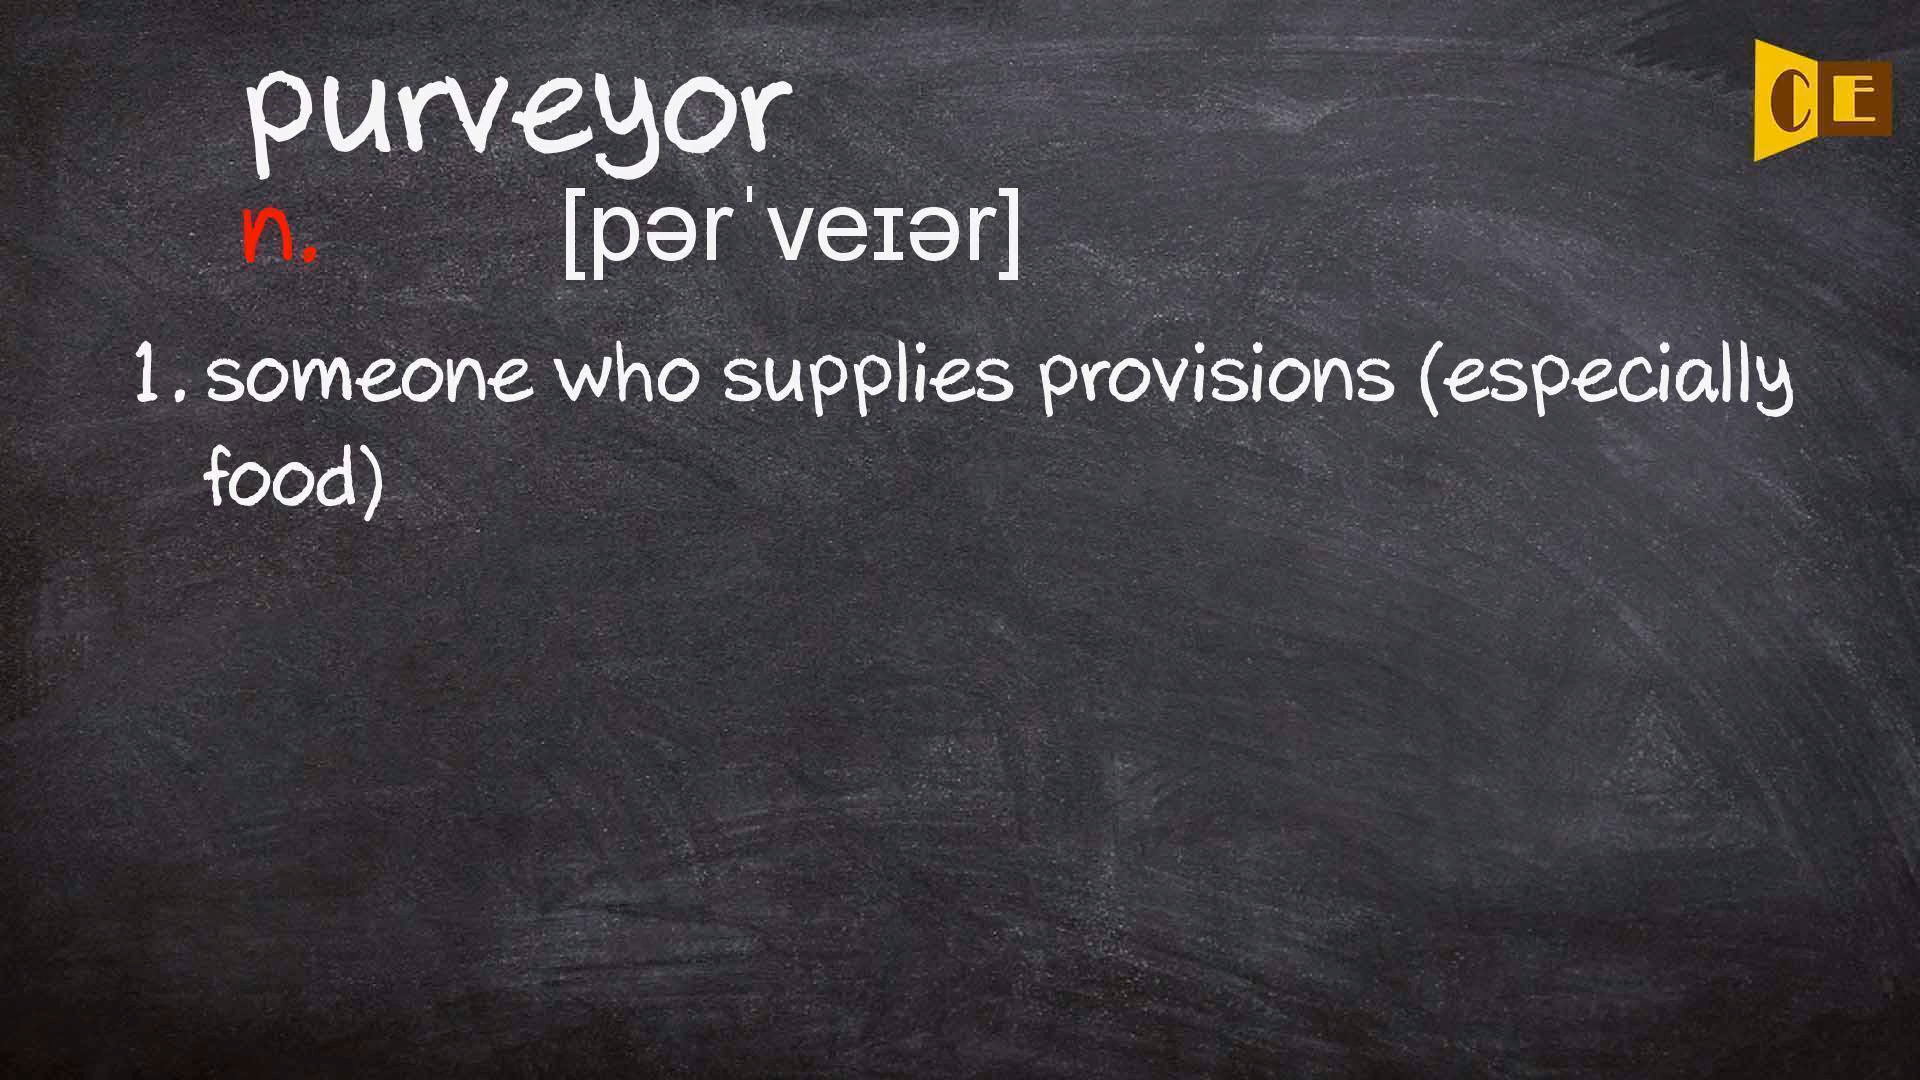 purveyor
CE
n. [pərˈveɪər]
1. someone who supplies provisions (especially
food)